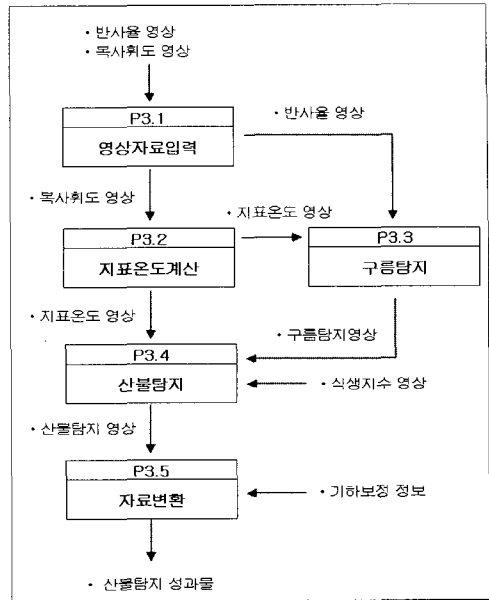 · 반사율 영상
· 복사휘도 영상
P3.1
영상자료입력
· 반사율 영상
· 복사휘도 영상
· 지표온도 영상
P3.2
지표온도계산
P3.3
구름탐지
· 지표온도 영상
· 구름탐지영상
P3.4
산불탐지
· 식생지수 영상
· 산불탐지 영상
P3.5
자료변환
· 기하보정 정보
· 산불탐지 성과물